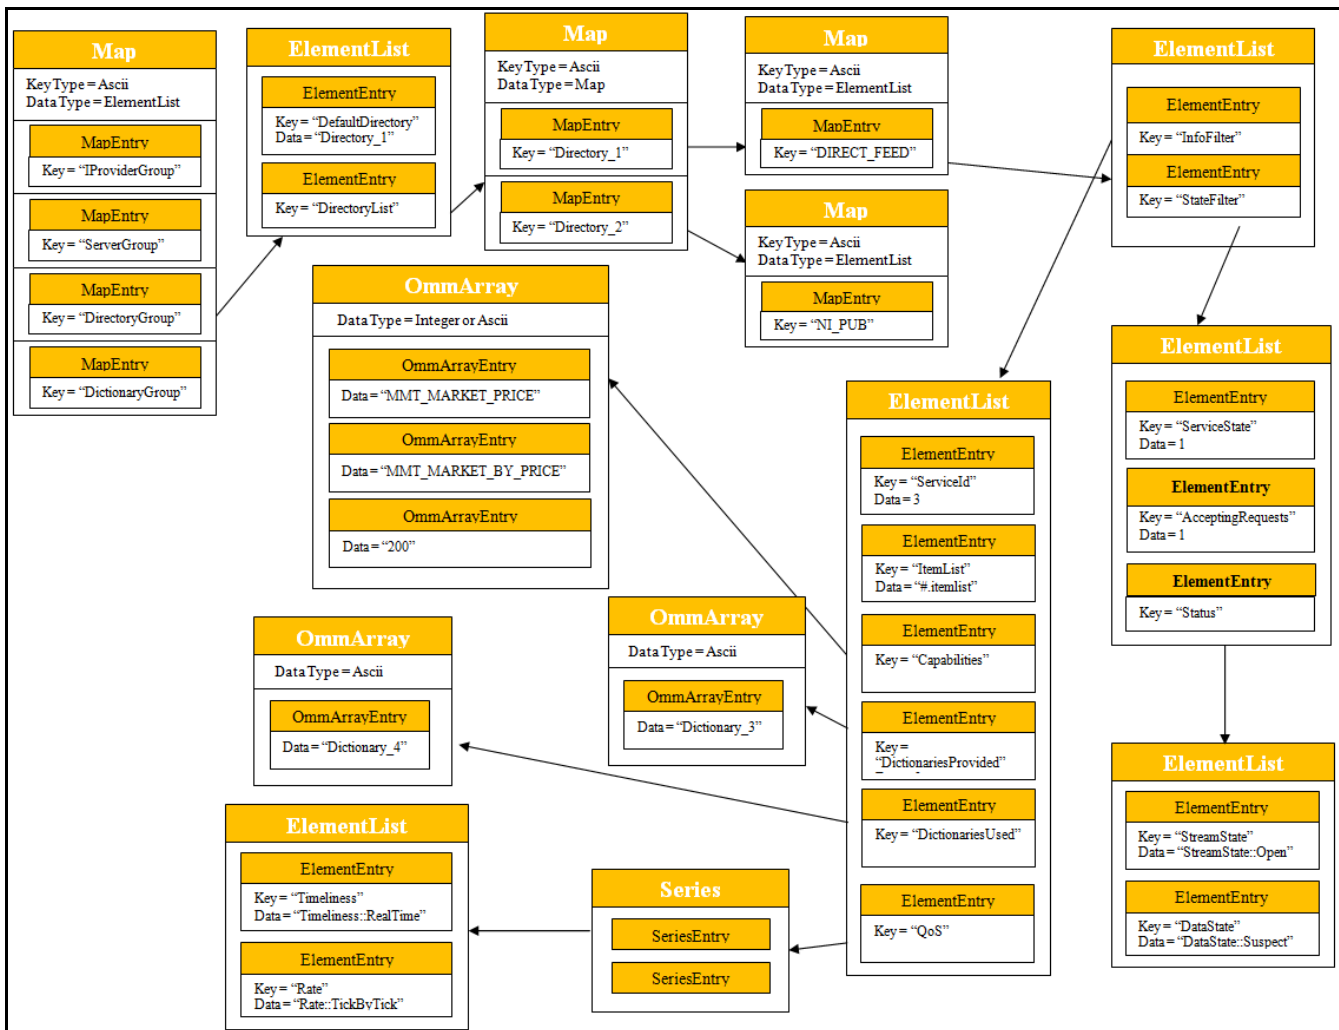 Map
KeyType = Ascii
DataType = ElementList
MapEntry
Key = “IProviderGroup”
MapEntry
Key = “ServerGroup”
MapEntry
Key = “DirectoryGroup”
MapEntry
Key = “DictionaryGroup”
ElementList
ElementEntry
Key = “DefaultDirectory”
Data = “Directory_1”
ElementEntry
Key = “DirectoryList”
Map
KeyType = Ascii
DataType = Map
MapEntry
Key = “Directory_1”
MapEntry
Key = “Directory_2”
Map
KeyType = Ascii
DataType = ElementList
MapEntry
Key = “DIRECT_FEED”
Map
KeyType = Ascii
DataType = ElementList
MapEntry
Key = “NI_PUB”
ElementList
ElementEntry
Key = “InfoFilter”
ElementEntry
Key = “StateFilter”
OmmArray
DataType = Integer or Ascii
OmmArrayEntry
Data = “MMT_MARKET_PRICE”
OmmArrayEntry
Data = “MMT_MARKET_BY_PRICE”
OmmArrayEntry
Data = “200”
ElementList
ElementEntry
Key = “ServiceId”
Data = 3
ElementEntry
Key = “ItemList”
Data = “#.itemlist”
ElementEntry
Key = “Capabilities”
ElementEntry
Key =
“DictionariesProvided”
ElementEntry
Key = “DictionariesUsed”
ElementEntry
Key = “QoS”
ElementList
ElementEntry
Key = “ServiceState”
Data = 1
ElementEntry
Key = “AcceptingRequests”
Data = 1
ElementEntry
Key = “Status”
OmmArray
DataType = Ascii
OmmArrayEntry
Data = “Dictionary_3”
OmmArray
DataType = Ascii
OmmArrayEntry
Data = “Dictionary_4”
ElementList
ElementEntry
Key = “StreamState”
Data = “StreamState::Open”
ElementEntry
Key = “DataState”
Data = “DataState::Suspect”
ElementList
ElementEntry
Key = “Timeliness”
Data = “Timeliness::RealTime”
ElementEntry
Key = “Rate”
Data = “Rate::TickByTick”
Series
SeriesEntry
SeriesEntry